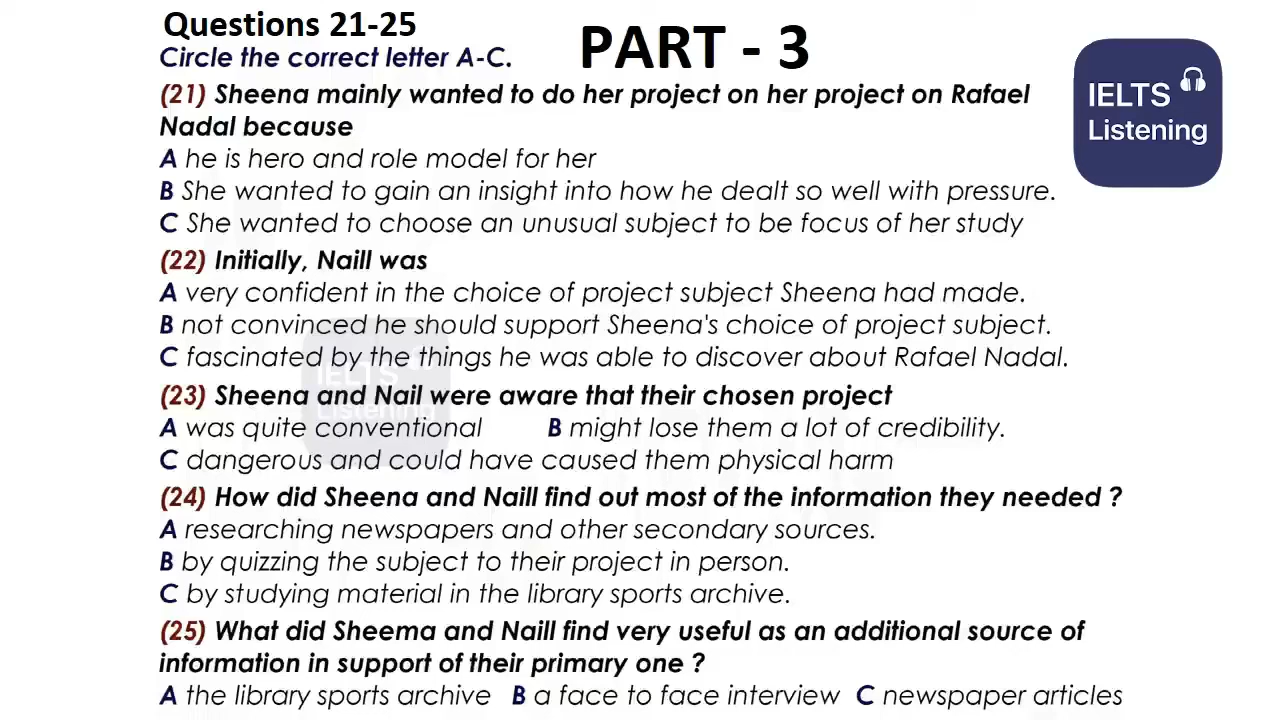 Questions 21-25
PART - 3
Circle the correct letter A-C.
IELTS
Listening
(21) Sheena mainly wanted to do her project on her project on Rafael
Nadal because
A he is hero and role model for her
B She wanted to gain an insight into how he dealt so well with pressure.
C She wanted to choose an unusual subject to be focus of her study
(22) Initially, Naill was
A very confident in the choice of project subject Sheena had made.
B not convinced he should support Sheena's choice of project subject.
C fascinated by the things he was able to discover about Rafael Nadal.
IELTS
Listening
(23) Sheena and Nail were aware that their chosen project
A was quite conventional B might lose them a lot of credibility.
C dangerous and could have caused them physical harm
(24) How did Sheena and Naill find out most of the information they needed ?
A researching newspapers and other secondary sources.
B by quizzing the subject to their project in person.
C by studying material in the library sports archive.
(25) What did Sheema and Naill find very useful as an additional source of
information in support of their primary one ?
A the library sports archive B a face to face interview C newspaper articles